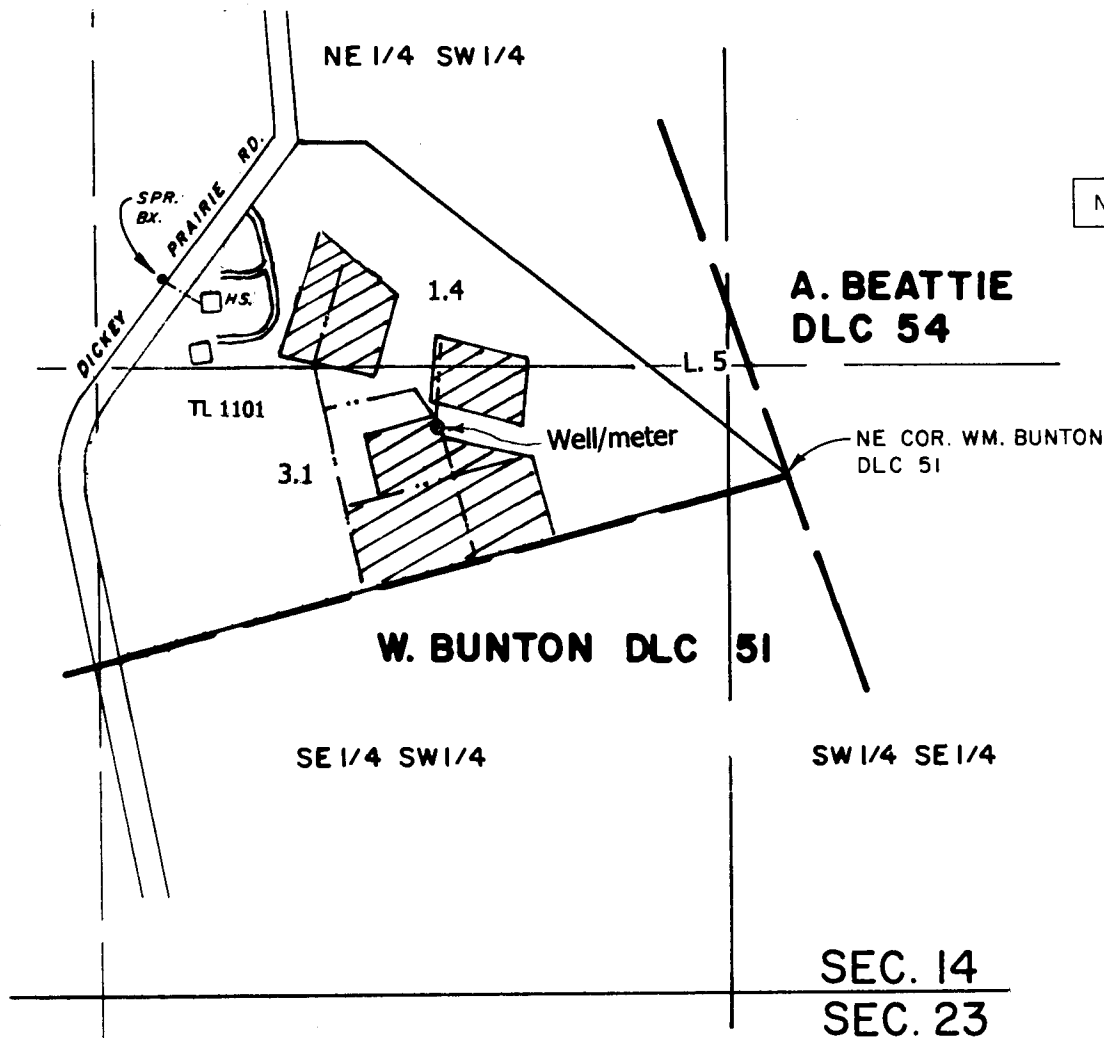 NE 1/4 SW 1/4
DICKEY PRAIRIE RD.
SPR.
BX.
N
HS.
1.4
A. BEATTIE
DLC 54
L. 5
TL 1101
Well/meter
NE COR. WM. BUNTON
DLC 51
3.1
W. BUNTON DLC 51
SE 1/4 SW 1/4
SW 1/4 SE 1/4
SEC. 14
SEC. 23